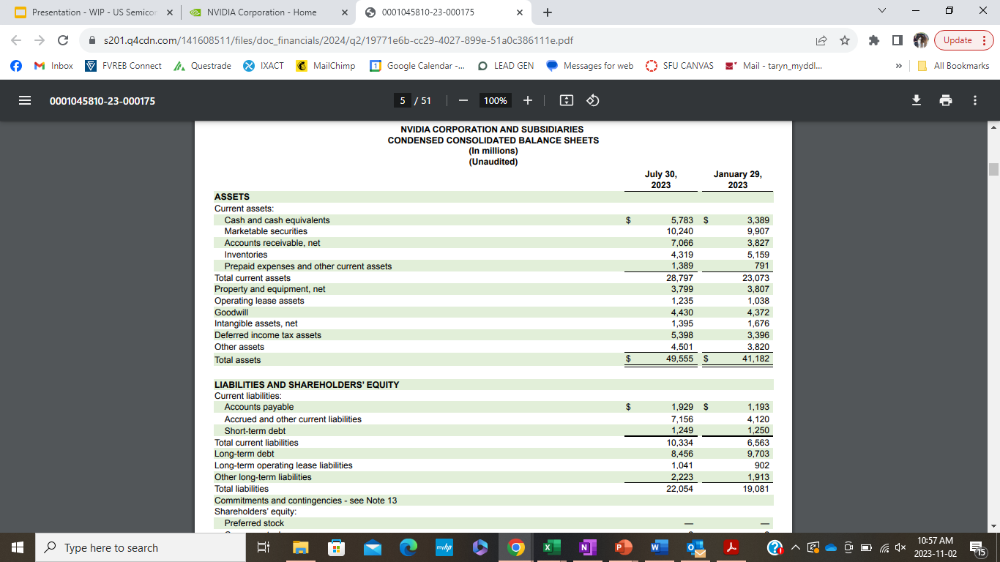 Presentation - WIP - US Semicor
NVIDIA Corporation - Home
0001045810-23-000175
s201.q4cdn.com/141608511/files/doc_financials/2024/q2/19771e6b-cc29-4027-899e-51a0c386111e.pdf
Update
Inbox FVREB Connect Questrade IXACT MailChimp Google Calendar -... LEAD GEN Messages for web SFU CANVAS Mail - taryn_myddl... » All Bookmarks
0001045810-23-000175 5 / 51 100%
NVIDIA CORPORATION AND SUBSIDIARIES
CONDENSED CONSOLIDATED BALANCE SHEETS
(In millions)
(Unaudited)
July 30, January 29,
2023 2023
ASSETS
Current assets:
Cash and cash equivalents $ 5,783 $ 3,389
Marketable securities 10,240 9,907
Accounts receivable, net 7,066 3,827
Inventories 4,319 5,159
Prepaid expenses and other current assets 1,389 791
Total current assets 28,797 23,073
Property and equipment, net 3,799 3,807
Operating lease assets 1,235 1,038
Goodwill 4,430 4,372
Intangible assets, net 1,395 1,676
Deferred income tax assets 5,398 3,396
Other assets 4,501 3,820
Total assets $ 49,555 $ 41,182
LIABILITIES AND SHAREHOLDERS' EQUITY
Current liabilities:
Accounts payable $ 1,929 $ 1,193
Accrued and other current liabilities 7,156 4,120
Short-term debt 1,249 1,250
Total current liabilities 10,334 6,563
Long-term debt 8,456 9,703
Long-term operating lease liabilities 1,041 902
Other long-term liabilities 2,223 1,913
Total liabilities 22,054 19,081
Commitments and contingencies - see Note 13
Shareholders' equity:
Preferred stock — —
Type here to search
10:57 AM
2023-11-02
15